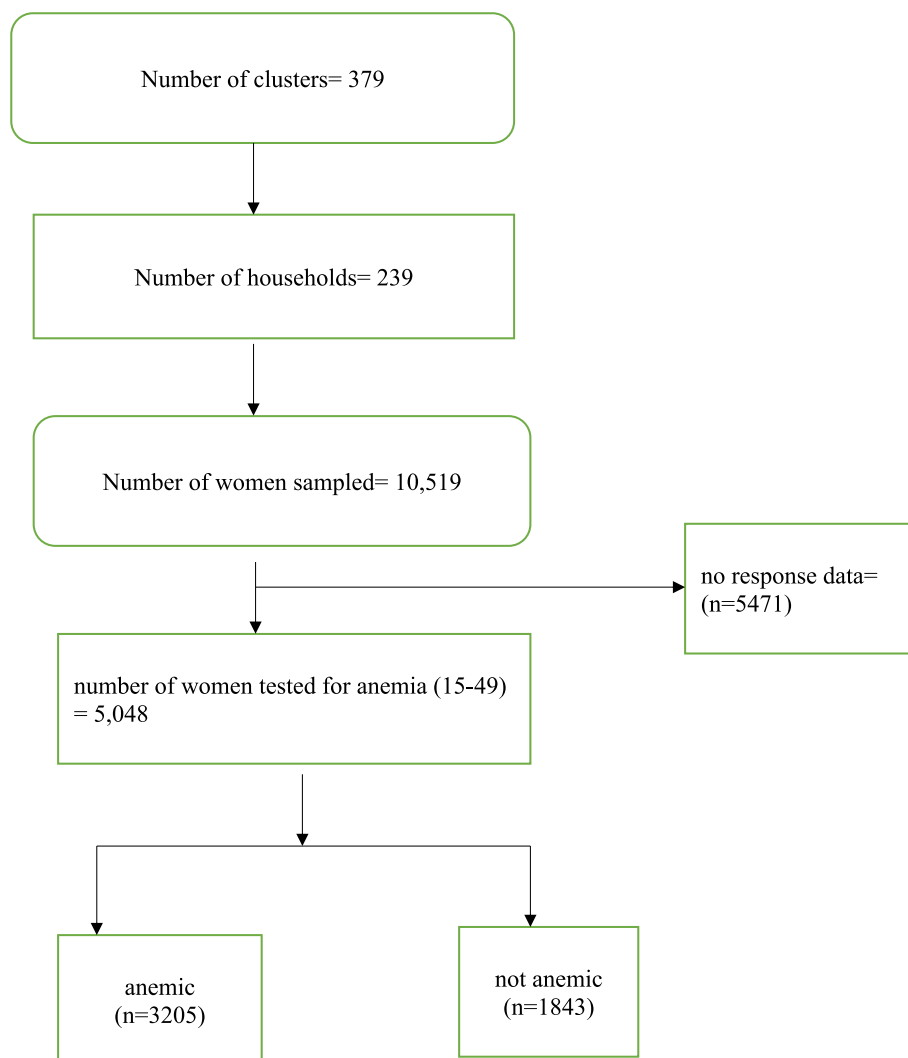 Number of clusters= 379
Number of households= 239
Number of women sampled= 10,519
no response data=
(n=5471)
number of women tested for anemia (15-49)
= 5,048
anemic
(n=3205)
not anemic
(n=1843)